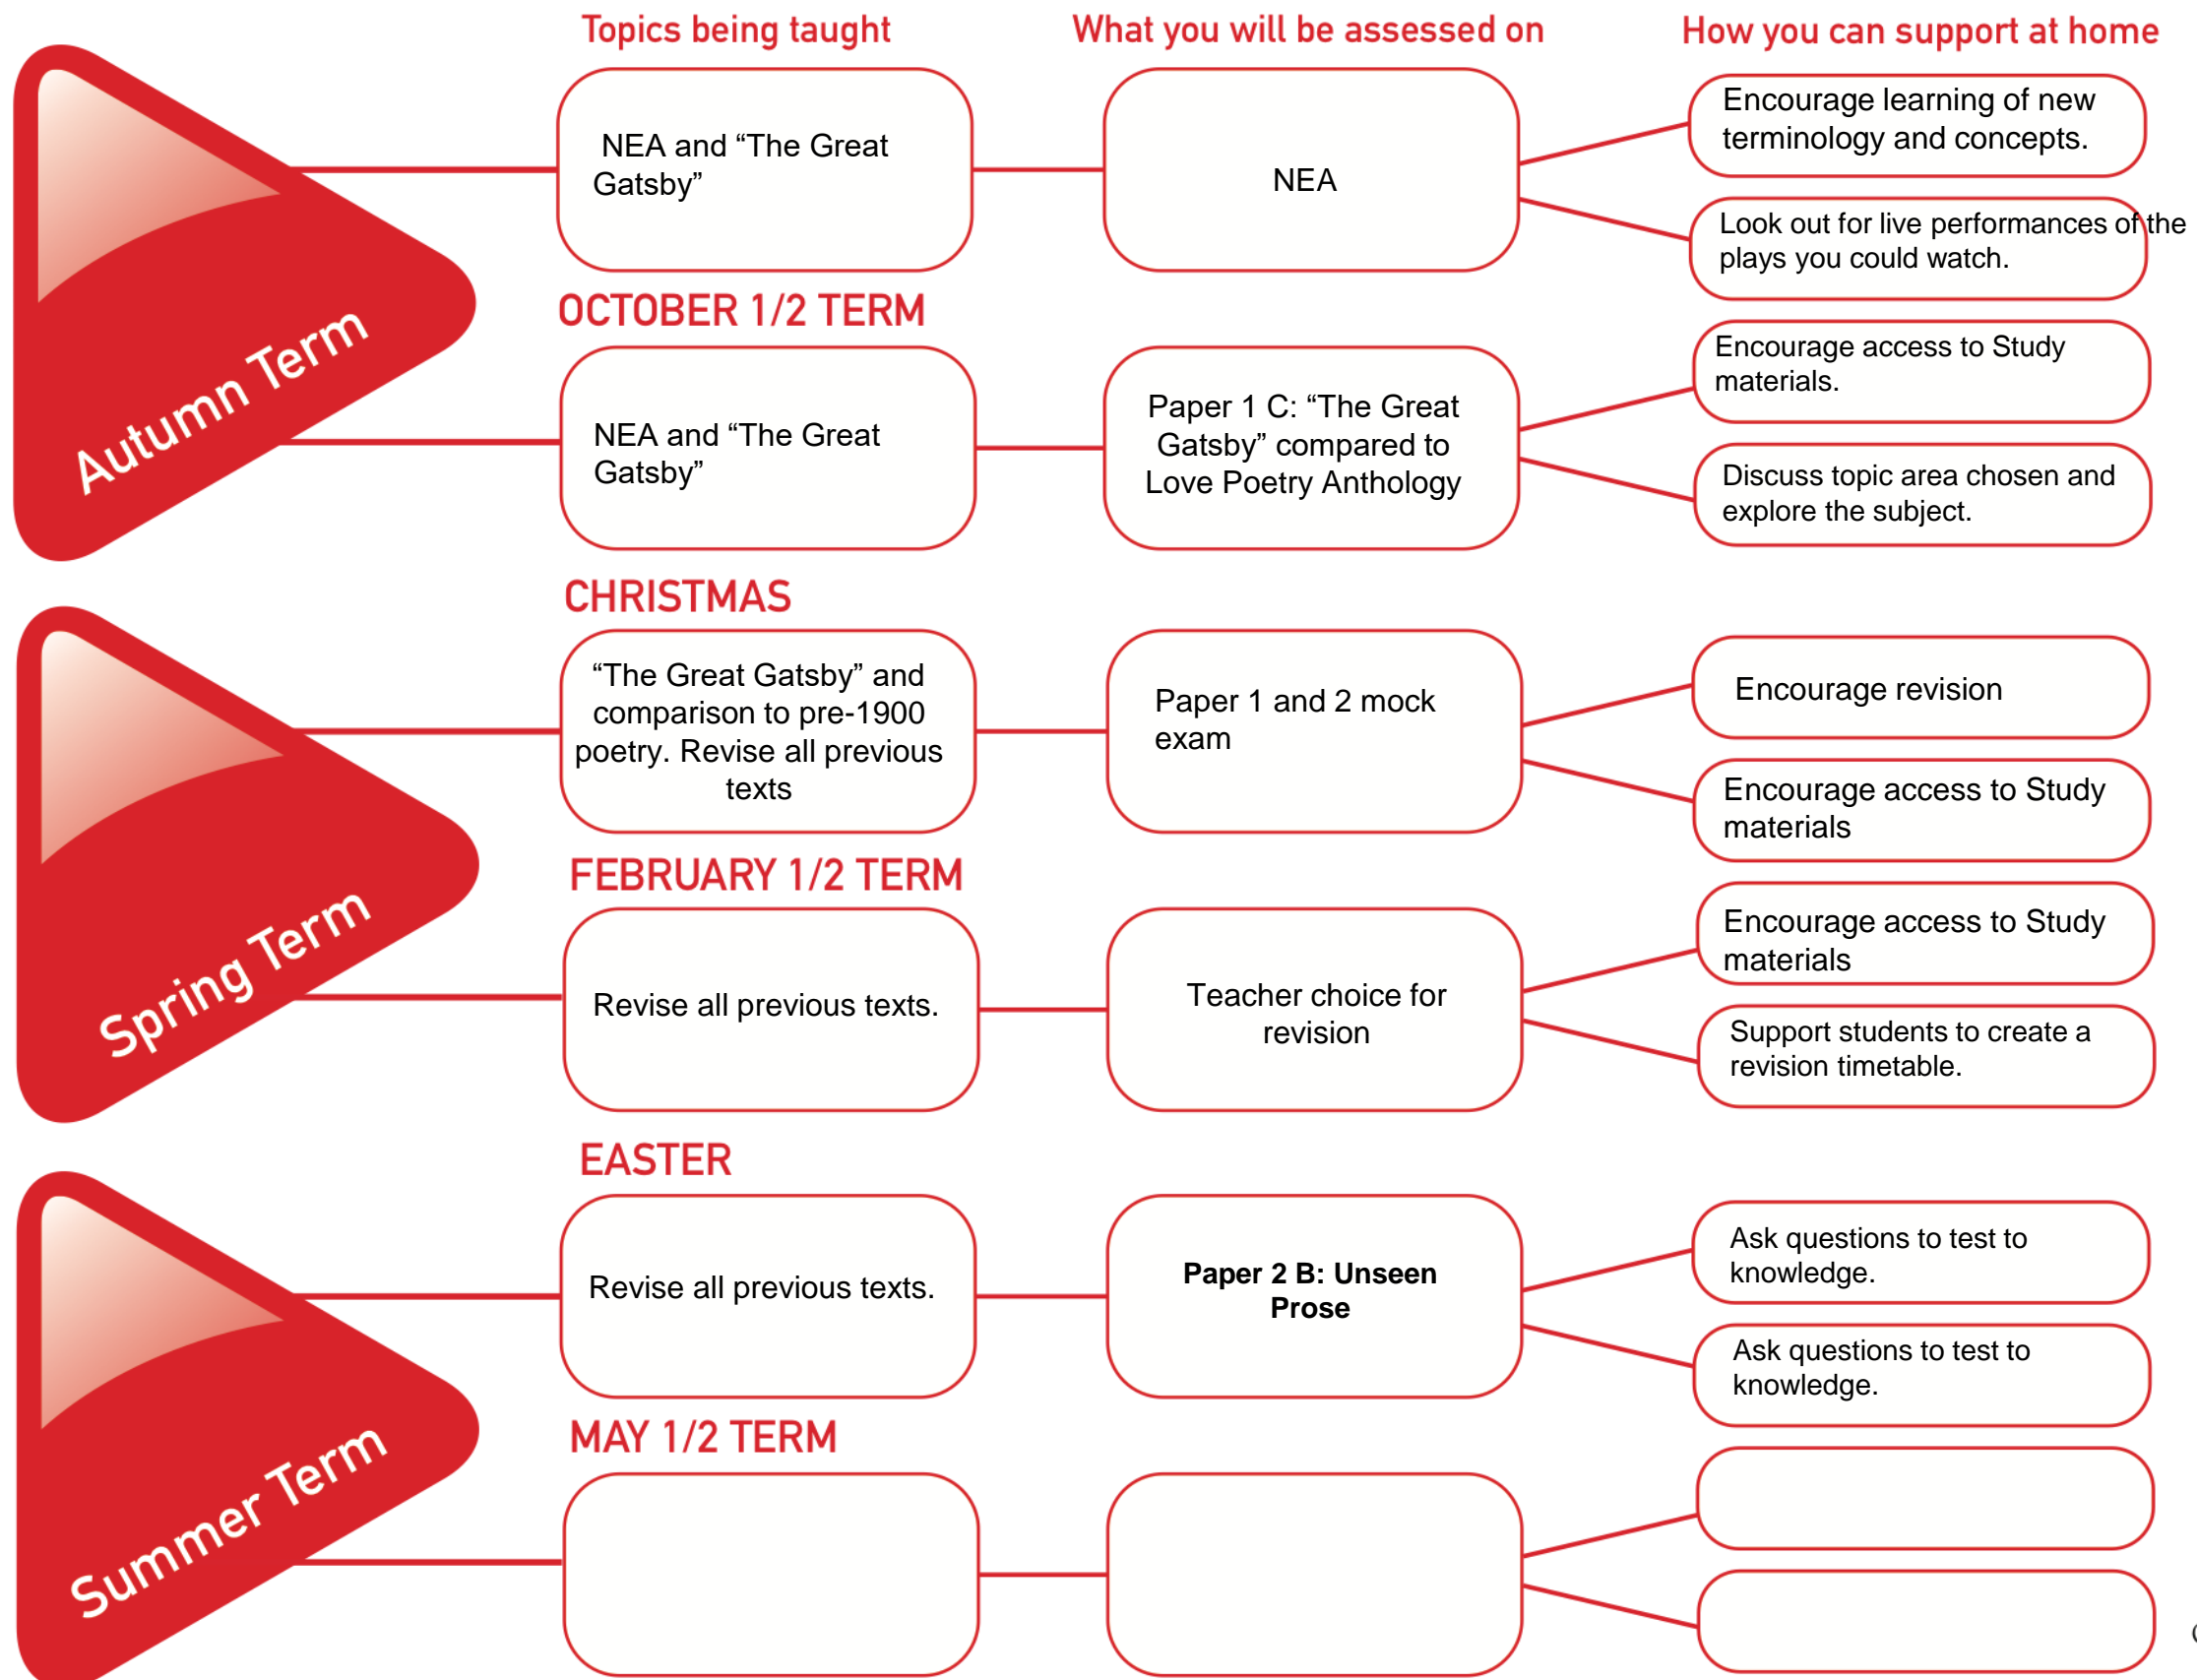 Topics being taught
What you will be assessed on
How you can support at home
Autumn Term
NEA and “The Great
Gatsby”
NEA
Encourage learning of new
terminology and concepts.
Look out for live performances of the
plays you could watch.
OCTOBER 1/2 TERM
NEA and “The Great
Gatsby”
Paper 1 C: “The Great
Gatsby” compared to
Love Poetry Anthology
Encourage access to Study
materials.
Discuss topic area chosen and
explore the subject.
CHRISTMAS
Spring Term
“The Great Gatsby” and
comparison to pre-1900
poetry. Revise all previous
texts
Paper 1 and 2 mock
exam
Encourage revision
Encourage access to Study
materials
FEBRUARY 1/2 TERM
Revise all previous texts.
Teacher choice for
revision
Encourage access to Study
materials
Support students to create a
revision timetable.
EASTER
Summer Term
Revise all previous texts.
Paper 2 B: Unseen
Prose
Ask questions to test to
knowledge.
Ask questions to test to
knowledge.
MAY 1/2 TERM